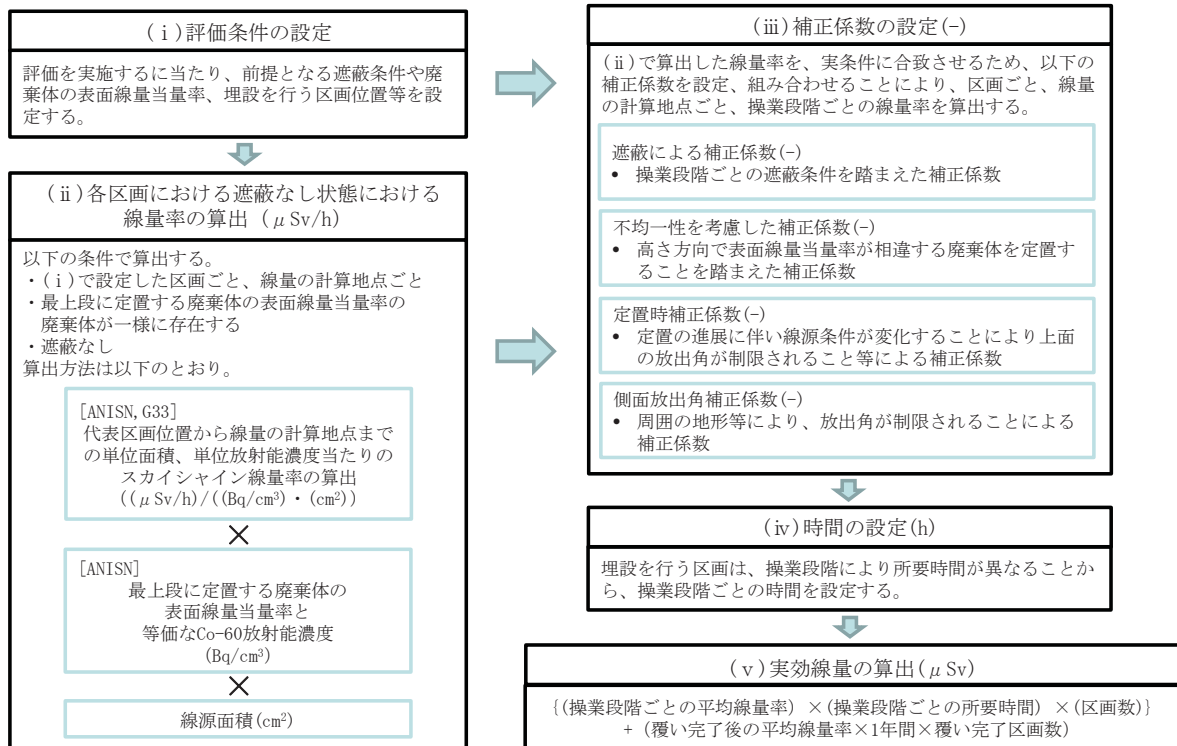 (ⅰ)評価条件の設定
評価を実施するに当たり、前提となる遮蔽条件や廃
棄体の表面線量当量率、埋設を行う区画位置等を設
定する。
(ⅱ)各区画における遮蔽なし状態における
線量率の算出 (μSv/h)
以下の条件で算出する。
・(ⅰ)で設定した区画ごと、線量の計算地点ごと
・最上段に定置する廃棄体の表面線量当量率の
廃棄体が一様に存在する
・遮蔽なし
算出方法は以下のとおり。
[ANISN,G33]
代表区画位置から線量の計算地点まで
の単位面積、単位放射能濃度当たりの
スカイシャイン線量率の算出
((μSv/h)/((Bq/cm³)・(cm²))
×
[ANISN]
最上段に定置する廃棄体の
表面線量当量率と
等価なCo-60放射能濃度
(Bq/cm³)
×
線源面積(cm²)
(ⅲ)補正係数の設定(-)
(ⅱ)で算出した線量率を、実条件に合致させるため、以下の
補正係数を設定、組み合わせることにより、区画ごと、線量
の計算地点ごと、操業段階ごとの線量率を算出する。
遮蔽による補正係数(-)
• 操業段階ごとの遮蔽条件を踏まえた補正係数
不均一性を考慮した補正係数(-)
• 高さ方向で表面線量当量率が相違する廃棄体を定置す
ることを踏まえた補正係数
定置時補正係数(-)
• 定置の進展に伴い線源条件が変化することにより上面
の放出角が制限されること等による補正係数
側面放出角補正係数(-)
• 周囲の地形等により、放出角が制限されることによる
補正係数
(ⅳ)時間の設定(h)
埋設を行う区画は、操業段階により所要時間が異なることか
ら、操業段階ごとの時間を設定する。
(ⅴ)実効線量の算出(μSv)
{(操業段階ごとの平均線量率) ×(操業段階ごとの所要時間) ×(区画数)}
+ (覆い完了後の平均線量率×1年間×覆い完了区画数)